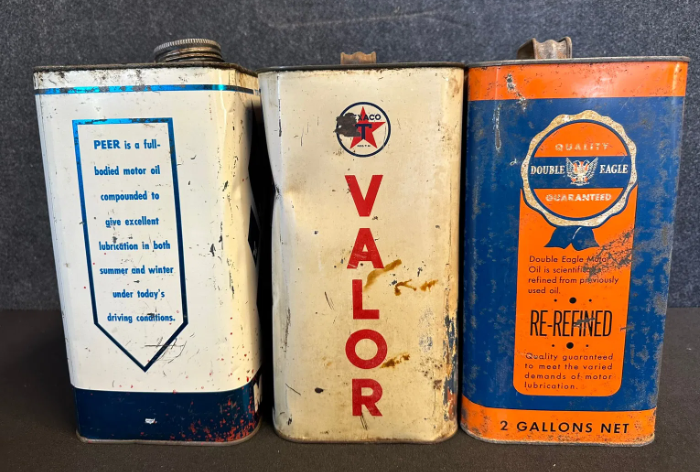 PEER is a full-
bodied motor oil
compounded to
give excellent
lubrication in both
summer and winter
under today's
driving conditions.
TEXACO
T
VALOR
QUALITY
DOUBLE EAGLE
GUARANTEED
Double Eagle Motor
Oil is scientifically
refined from previously
used oil.
RE-REFINED
Quality guaranteed
to meet the varied
demands of motor
lubrication.
2 GALLONS NET